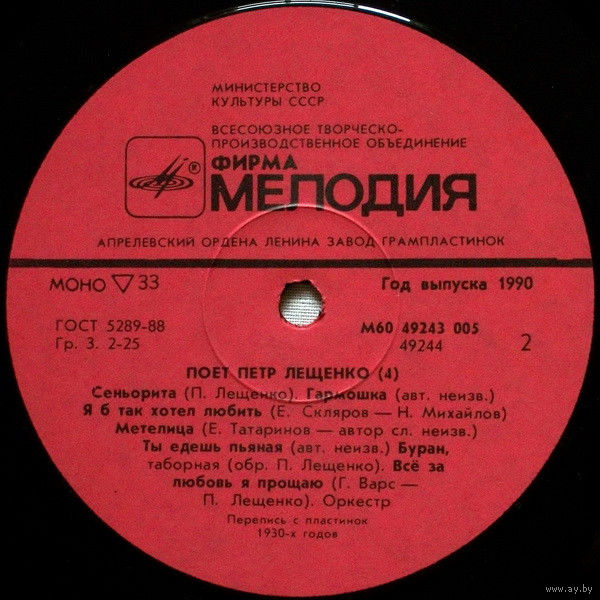 МИНИСТЕРСТВО
КУЛЬТУРЫ СССР
ВСЕСОЮЗНОЕ ТВОРЧЕСКО-
ПРОИЗВОДСТВЕННОЕ ОБЪЕДИНЕНИЕ
ФИРМА
®
МЕЛОДИЯ
АПРЕЛЕВСКИЙ ОРДЕНА ЛЕНИНА ЗАВОД ГРАМПЛАСТИНОК
МОНО ▽ 33
Год выпуска 1990
ГОСТ 5289-88
М60 49243 005
Гр. 3. 2-25
49244
2
ПОЕТ ПЕТР ЛЕЩЕНКО (4)
Сеньорита (П. Лещенко). Гармошка (авт. неизв.)
Я б так хотел любить (Е. Скляров — Н. Михайлов)
Метелица (Е. Татаринов — автор сл. неизв.)
Ты едешь пьяная (авт. неизв.) Буран,
таборная (обр. П. Лещенко). Всё за
любовь я прощаю (Г. Варс —
П. Лещенко). Оркестр
Перепись с пластинок
1930-х годов
www.ay.by